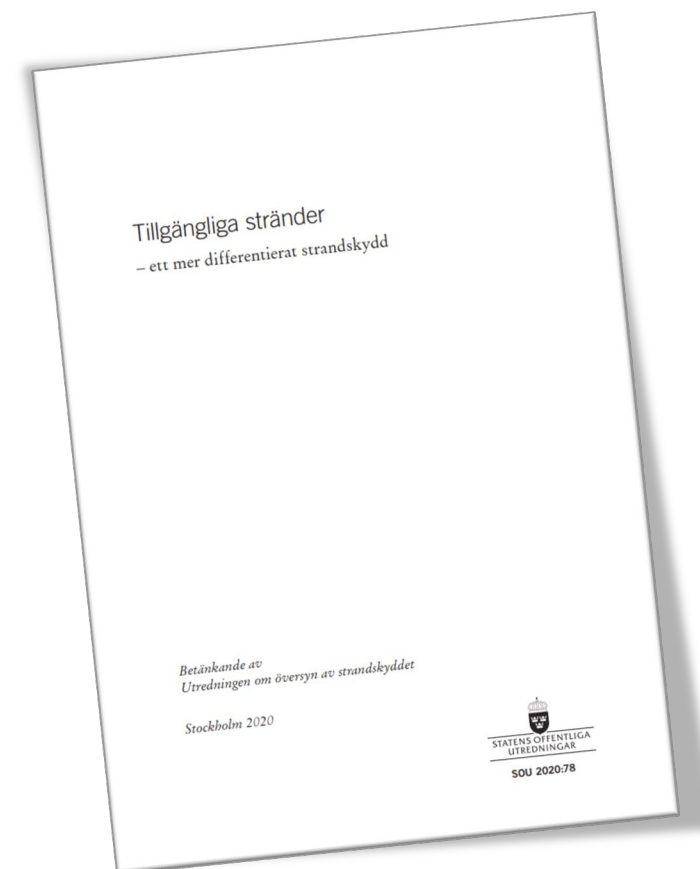 Tillgängliga stränder
– ett mer differentierat strandskydd
Betänkande av
Utredningen om översyn av strandskyddet
Stockholm 2020
STATENS OFFENTLIGA
UTREDNINGAR
SOU 2020:78